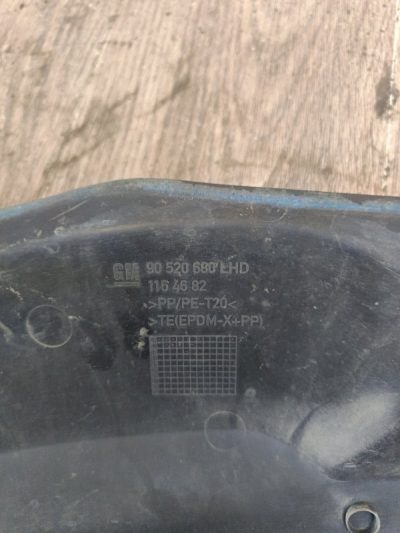 GM 90 520 680 LHD
116 46 82
>PP/PE-T20<
>TE(EPDM-X+PP)